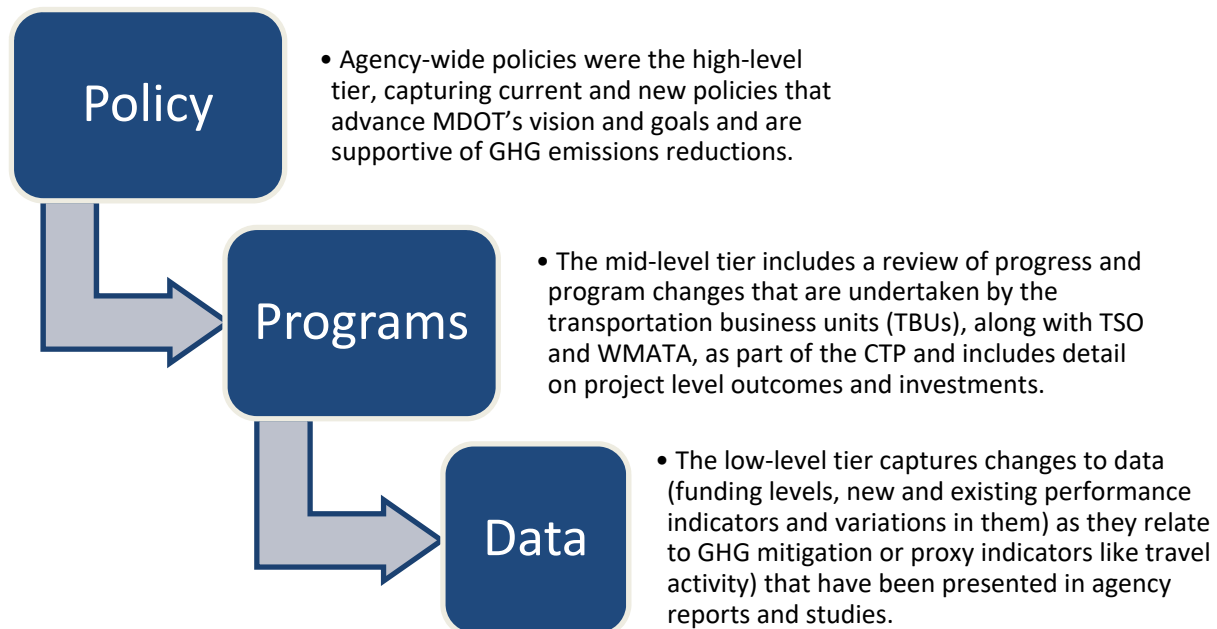 Policy
• Agency-wide policies were the high-level
tier, capturing current and new policies that
advance MDOT’s vision and goals and are
supportive of GHG emissions reductions.
Programs
• The mid-level tier includes a review of progress and
program changes that are undertaken by the
transportation business units (TBUs), along with TSO
and WMATA, as part of the CTP and includes detail
on project level outcomes and investments.
Data
• The low-level tier captures changes to data
(funding levels, new and existing performance
indicators and variations in them) as they relate
to GHG mitigation or proxy indicators like travel
activity) that have been presented in agency
reports and studies.